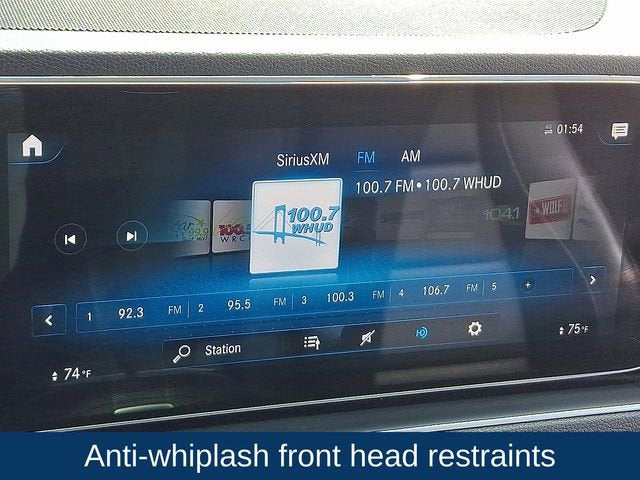 01:54
SiriusXM FM AM
100.7 FM • 100.7 WHUD
100.7
WHUD
WRC
104.1
WOLF
1 92.3 FM 2 95.5 FM 3 100.3 FM 4 106.7 FM 5 +
Station
HD
74 °F
75 °F
Anti-whiplash front head restraints